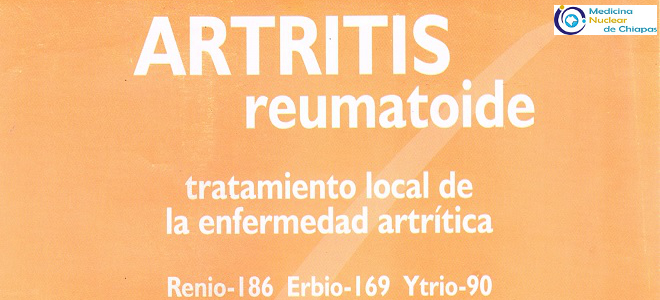 Medicina
Nuclear
de Chiapas
ARTRITIS
reumatoide
tratamiento local de
la enfermedad artrítica
Renio-186 Erbio-169 Ytrio-90